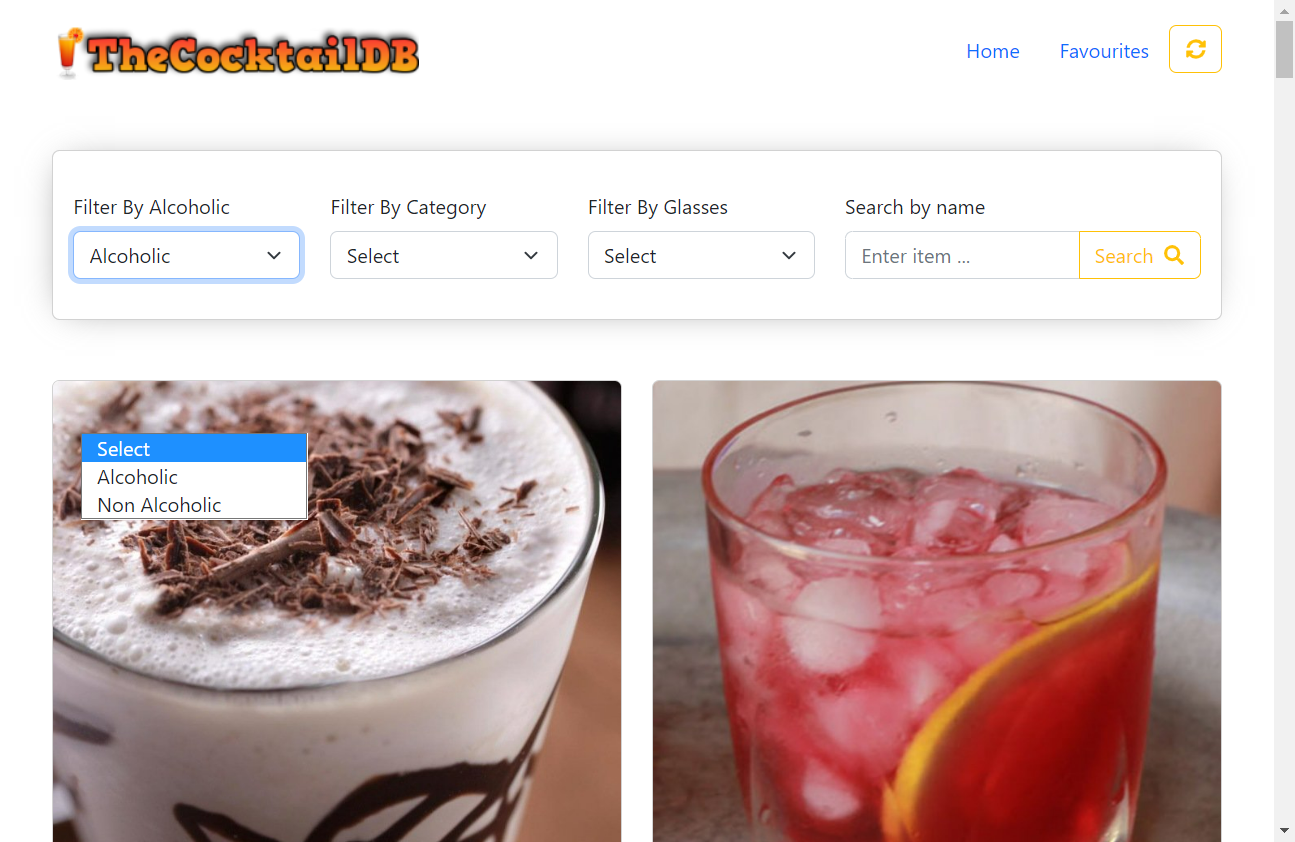 TheCocktailDB
Home Favourites
Filter By Alcoholic Filter By Category Filter By Glasses Search by name
Alcoholic Select Select Enter item ... Search
Select
Alcoholic
Non Alcoholic